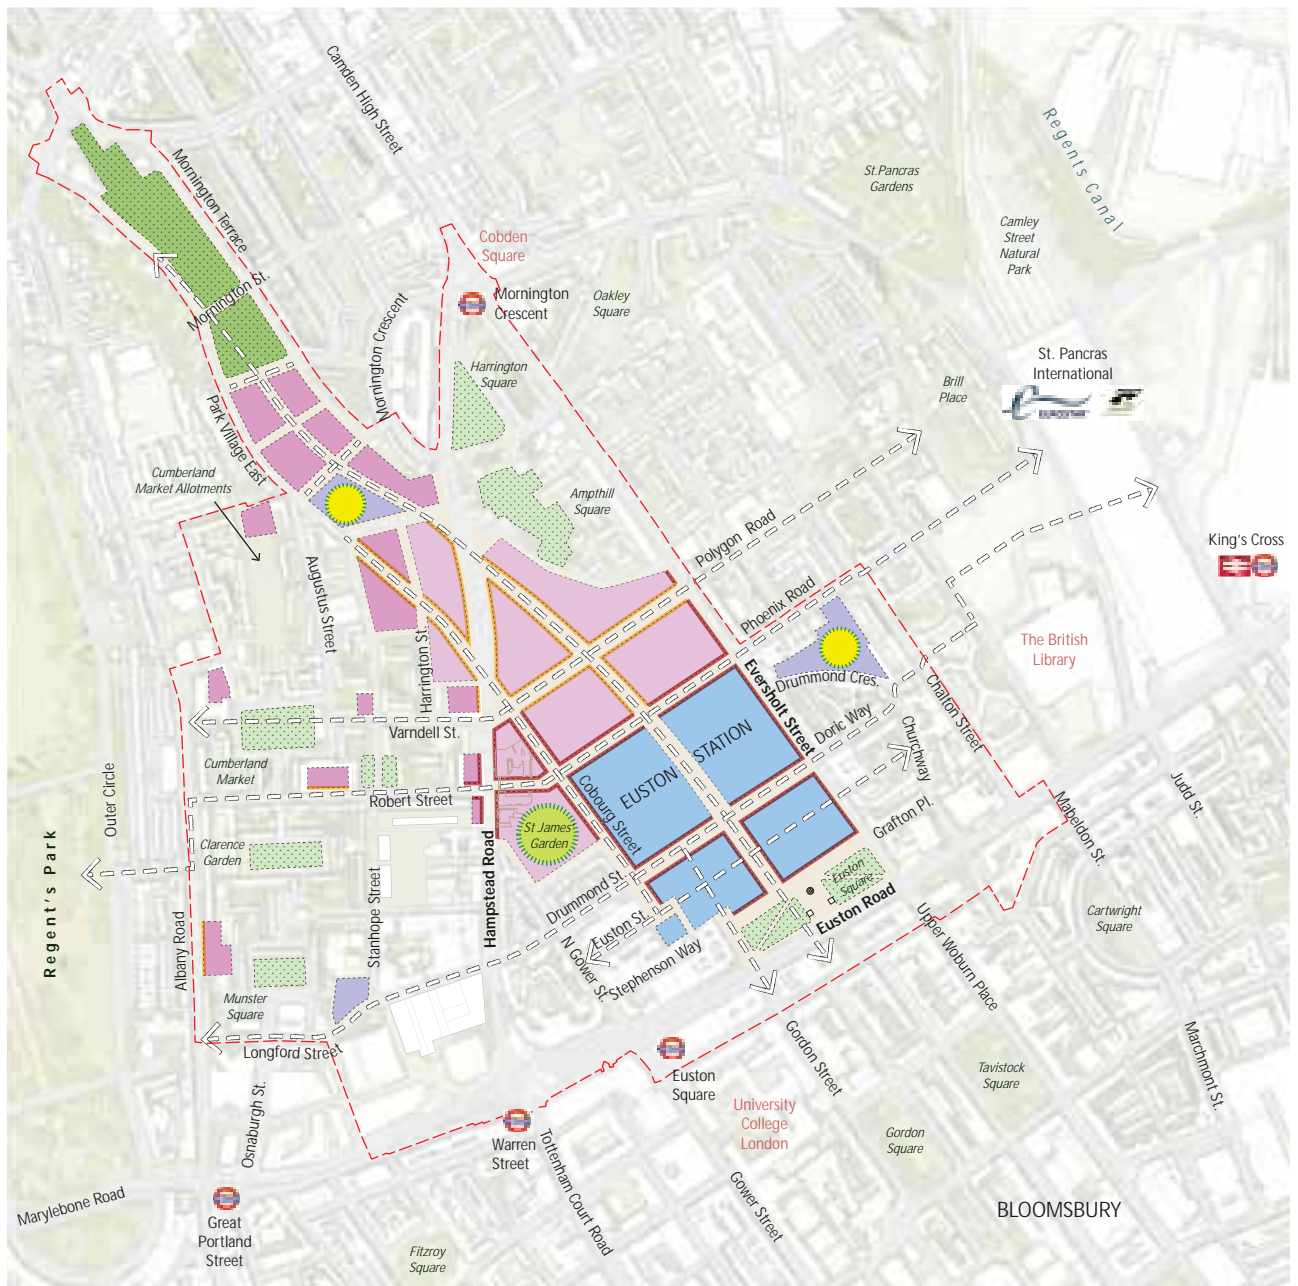 Camden High Street
Regents Canal
St.Pancras
Gardens
Mornington Terrace
Camley
Street
Natural
Park
Cobden
Square
Mornington St.
Mornington
Crescent
Oakley
Square
Mornington Crescent
St. Pancras
International
EUROSTAR
Harrington
Square
Brill
Place
Park Village East
Cumberland
Market Allotments
Ampthill
Square
Polygon Road
King's Cross
Augustus Street
Phoenix Road
The British
Library
Harrington St.
Eversholt Street
Drummond Cres.
Chalton Street
Varndell St.
Doric Way
Churchway
EUSTON STATION
Cumberland
Market
Outer Circle
Robert Street
Cobourg Street
Judd St.
Mabeldon St.
Grafton Pl.
Regent's Park
Clarence
Garden
St James
Garden
Hampstead Road
Stanhope Street
Euston
Square
Drummond St.
Euston Road
Albany Road
Euston St.
N Gower St.
Stephenson Way
Upper Woburn Place
Cartwright
Square
Munster
Square
Longford Street
Gordon Street
Marchmont St.
Euston
Square
Tavistock
Square
Osnaburgh St.
University
College
London
Warren
Street
Tottenham Court Road
Gordon
Square
Gower Street
Marylebone Road
Great
Portland
Street
BLOOMSBURY
Fitzroy
Square